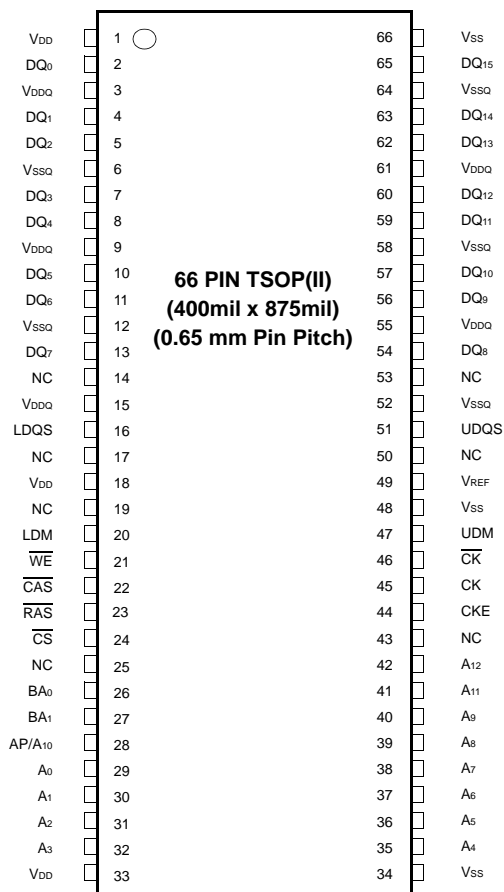 VDD 1 66 VSS
DQ0 2 65 DQ15
VDDQ 3 64 VSSQ
DQ1 4 63 DQ14
DQ2 5 62 DQ13
VSSQ 6 61 VDDQ
DQ3 7 60 DQ12
DQ4 8 59 DQ11
VDDQ 9 58 VSSQ
DQ5 10 57 DQ10
66 PIN TSOP(II)
DQ6 11 56 DQ9
(400mil x 875mil)
VSSQ 12 55 VDDQ
(0.65 mm Pin Pitch)
DQ7 13 54 DQ8
NC 14 53 NC
VDDQ 15 52 VSSQ
LDQS 16 51 UDQS
NC 17 50 NC
VDD 18 49 VREF
NC 19 48 VSS
LDM 20 47 UDM
W̅E̅ 21 46 C̅K̅
C̅A̅S̅ 22 45 CK
R̅A̅S̅ 23 44 CKE
C̅S̅ 24 43 NC
NC 25 42 A12
BA0 26 41 A11
BA1 27 40 A9
AP/A10 28 39 A8
A0 29 38 A7
A1 30 37 A6
A2 31 36 A5
A3 32 35 A4
VDD 33 34 VSS